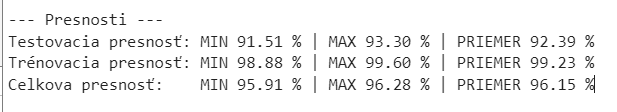 --- Presnosti ---
Testovacia presnosť: MIN 91.51 % | MAX 93.30 % | PRIEMER 92.39 %
Trénovacia presnosť: MIN 98.88 % | MAX 99.60 % | PRIEMER 99.23 %
Celkova presnosť:    MIN 95.91 % | MAX 96.28 % | PRIEMER 96.15 %